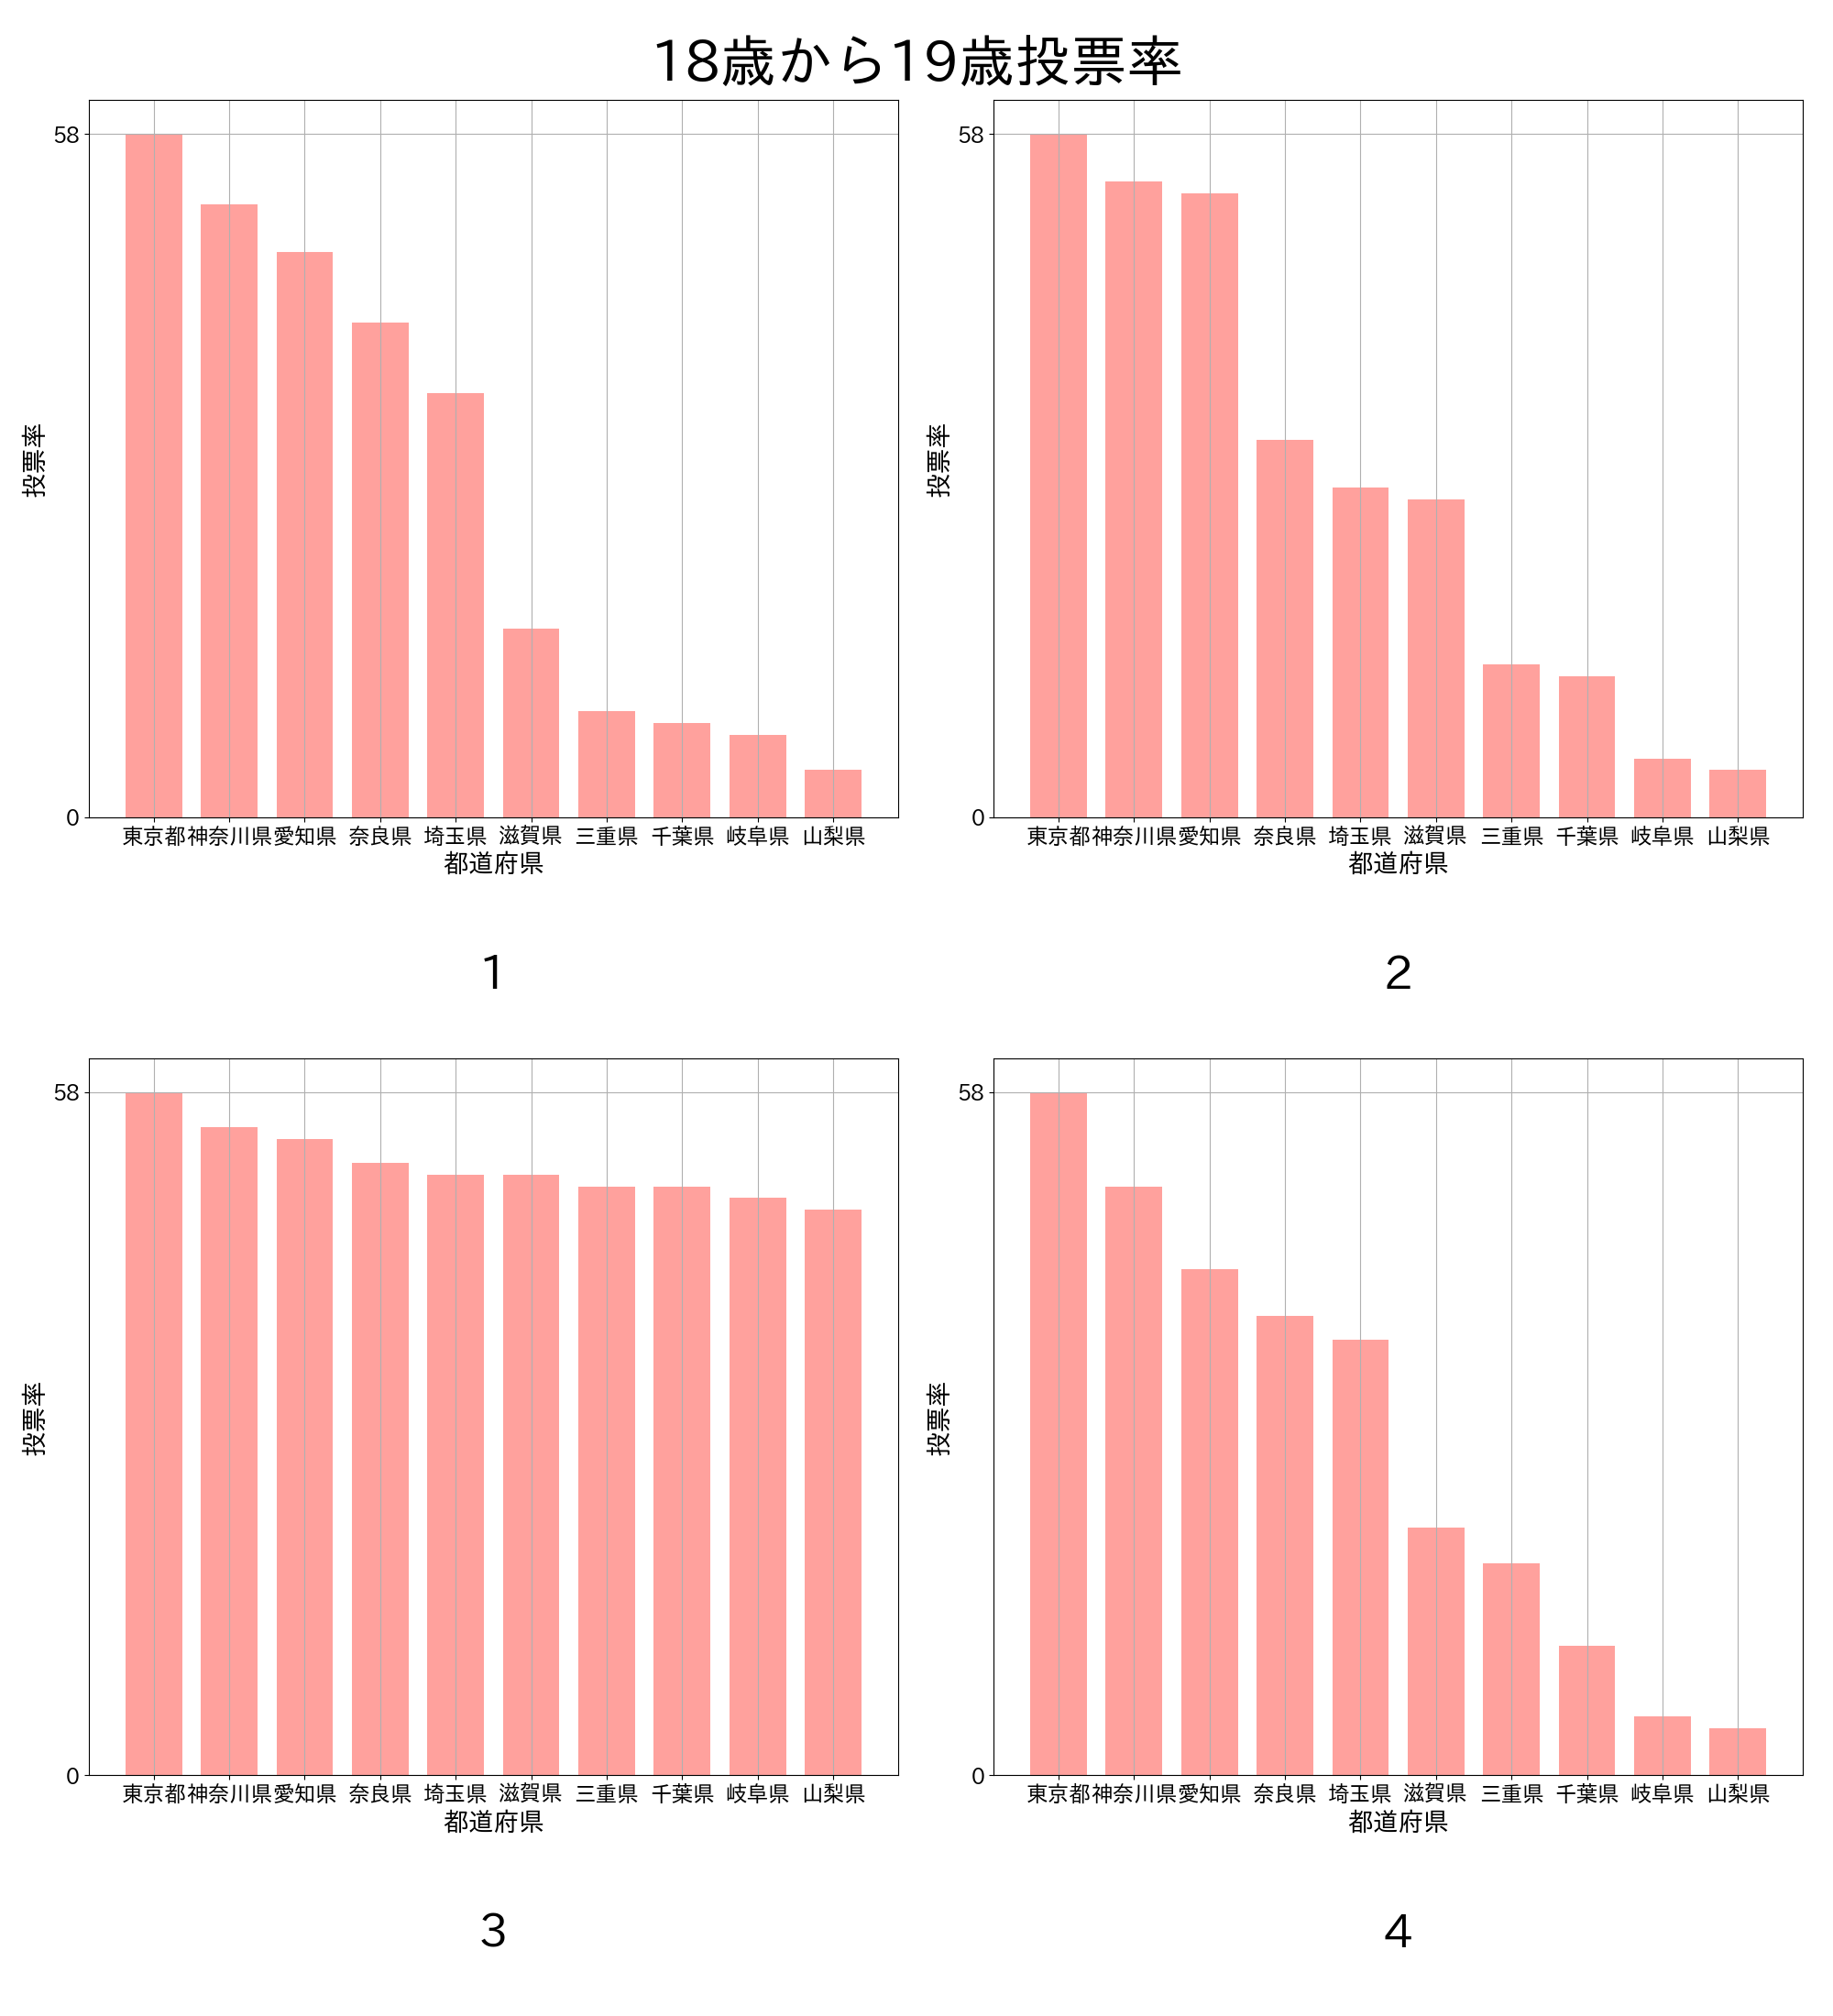 18歳から19歳投票率
58
0
投票率
東京都 神奈川県 愛知県 奈良県 埼玉県 滋賀県 三重県 千葉県 岐阜県 山梨県
都道府県
1
58
0
投票率
東京都 神奈川県 愛知県 奈良県 埼玉県 滋賀県 三重県 千葉県 岐阜県 山梨県
都道府県
2
58
0
投票率
東京都 神奈川県 愛知県 奈良県 埼玉県 滋賀県 三重県 千葉県 岐阜県 山梨県
都道府県
3
58
0
投票率
東京都 神奈川県 愛知県 奈良県 埼玉県 滋賀県 三重県 千葉県 岐阜県 山梨県
都道府県
4